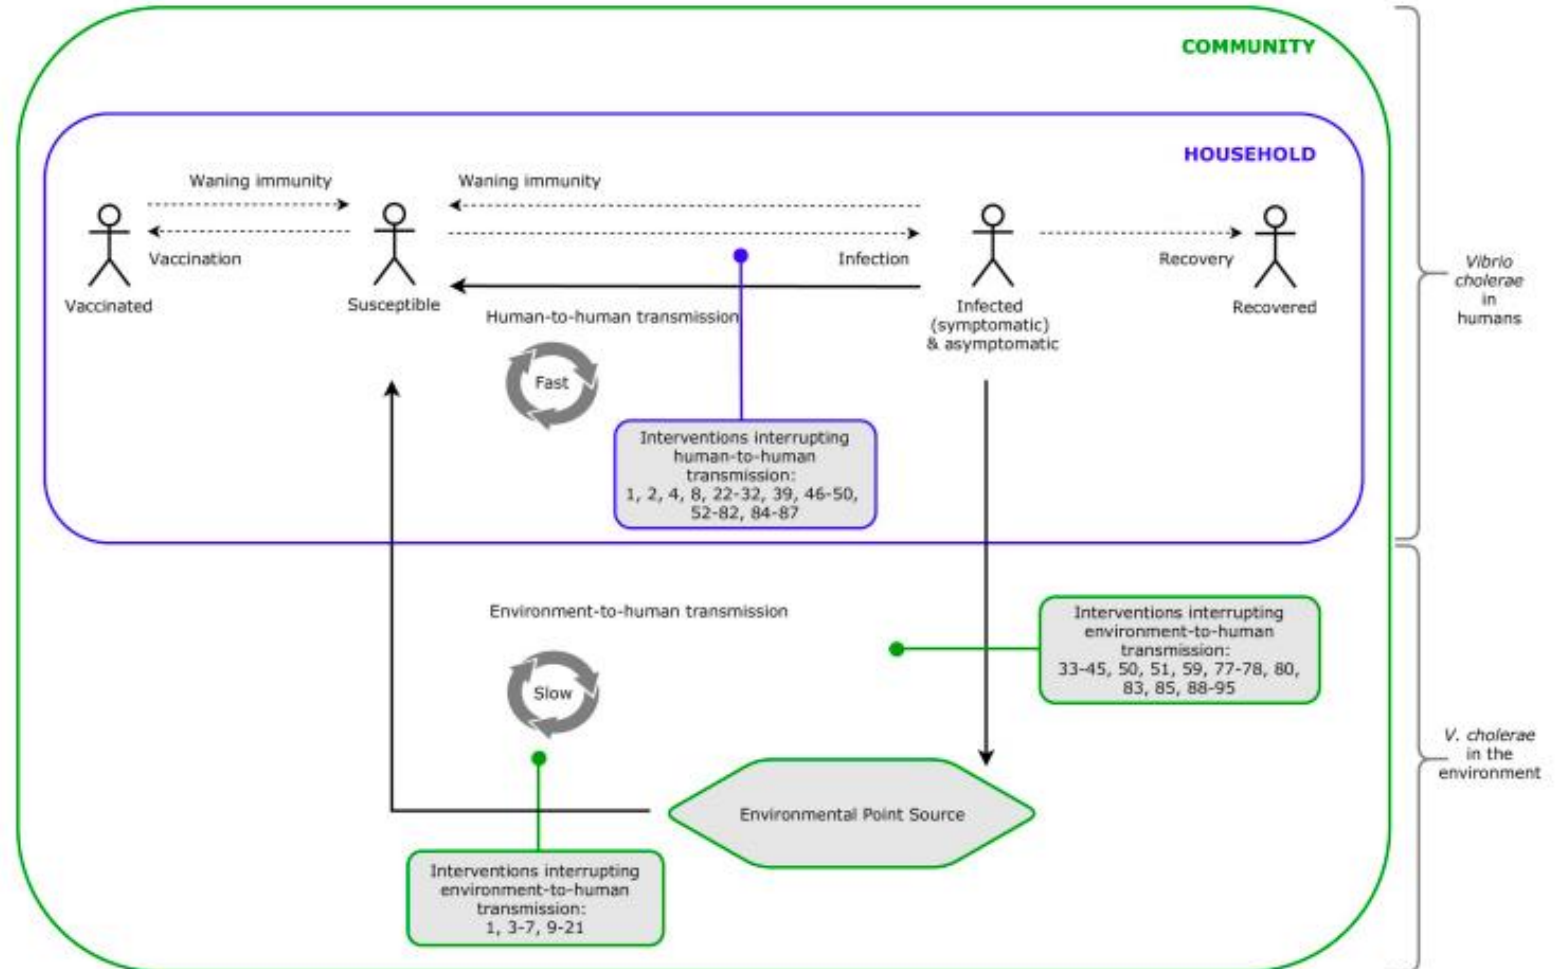 COMMUNITY
HOUSEHOLD
Waning immunity
Waning immunity
Vaccination
Infection
Recovery
Vaccinated
Susceptible
Infected
(symptomatic)
& asymptomatic
Recovered
Human-to-human transmission
Fast
Interventions interrupting
human-to-human
transmission:
1, 2, 4, 8, 22-32, 39, 46-50,
52-82, 84-87
Vibrio
cholerae
in
humans
Environment-to-human transmission
Slow
Interventions interrupting
environment-to-human
transmission:
33-45, 50, 51, 59, 77-78, 80,
83, 85, 88-95
Environmental Point Source
V. cholerae
in the
environment
Interventions interrupting
environment-to-human
transmission:
1, 3-7, 9-21